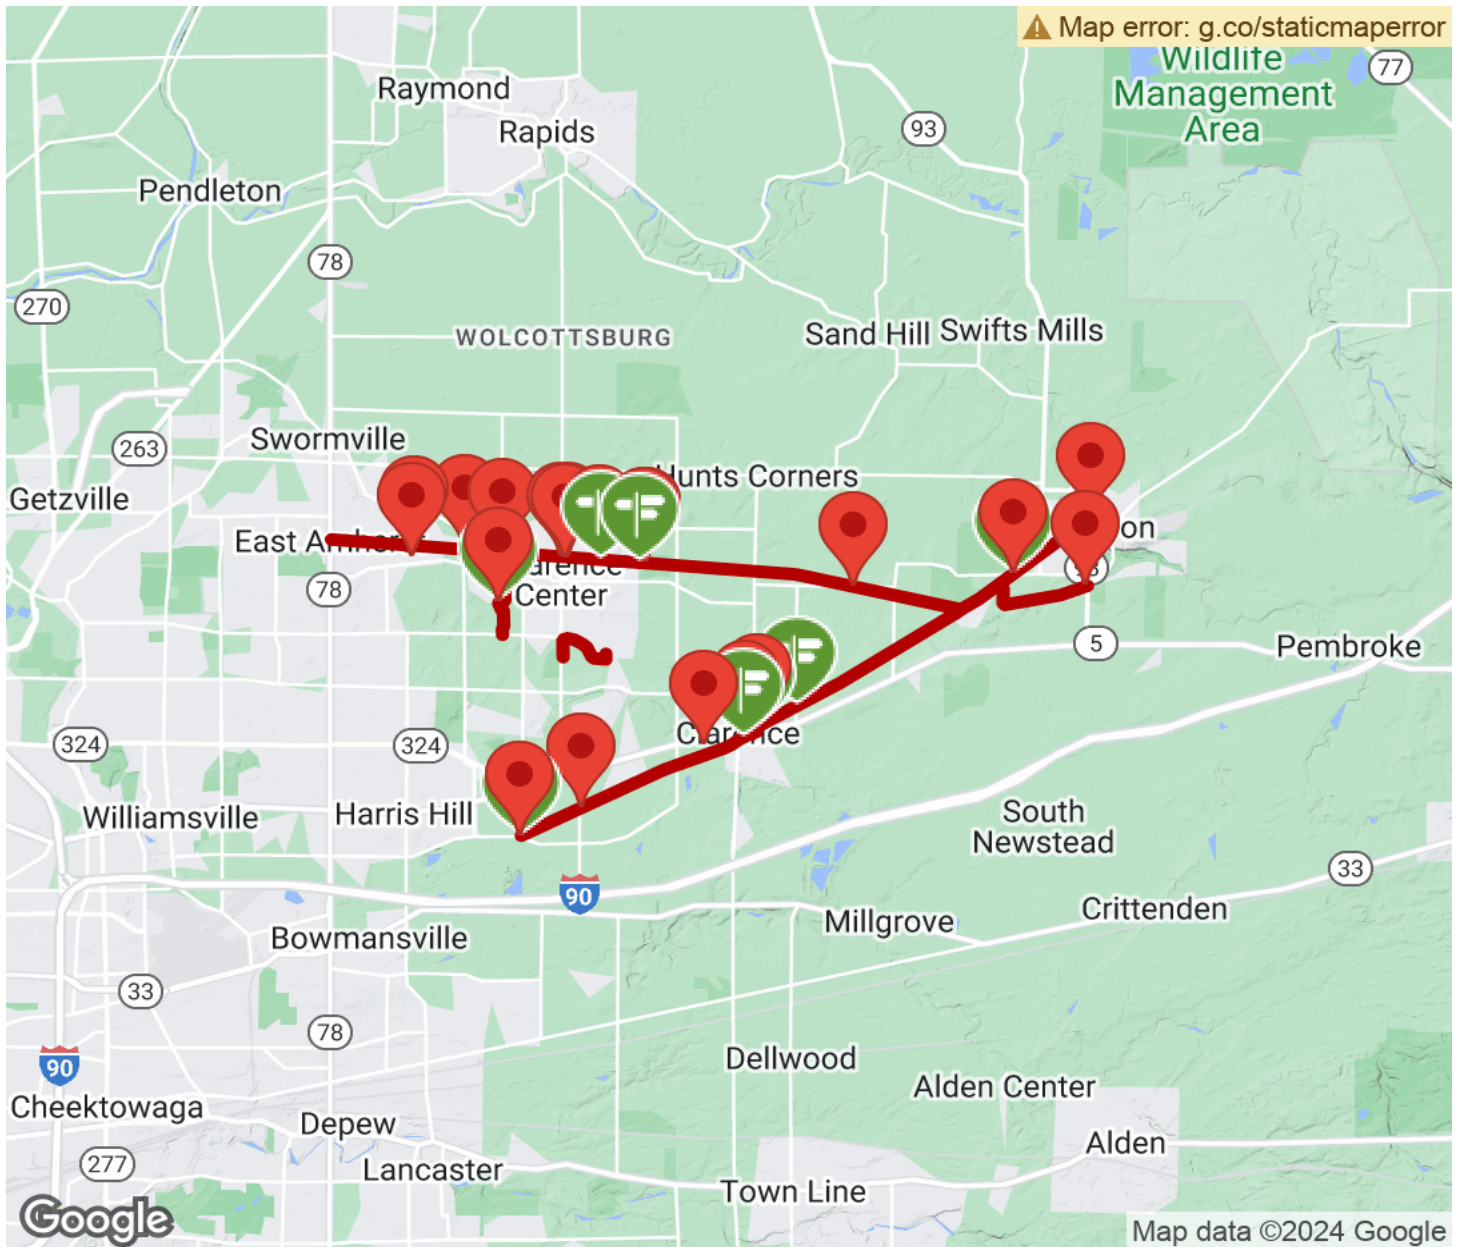 Map error: g.co/staticmaperror
Wildlife
Management
Area
77
Raymond
Rapids
93
Pendleton
78
270
WOLCOTTSBURG
Sand Hill
Swifts Mills
Swormville
263
Hunts Corners
Getzville
East Amherst
78
Center
5
Pembroke
Clarence
324
324
Harris Hill
Williamsville
South
Newstead
33
90
Crittenden
Millgrove
Bowmansville
33
78
90
Dellwood
Alden Center
Cheektowaga
Depew
Alden
277
Lancaster
Town Line
Google
Map data ©2024 Google